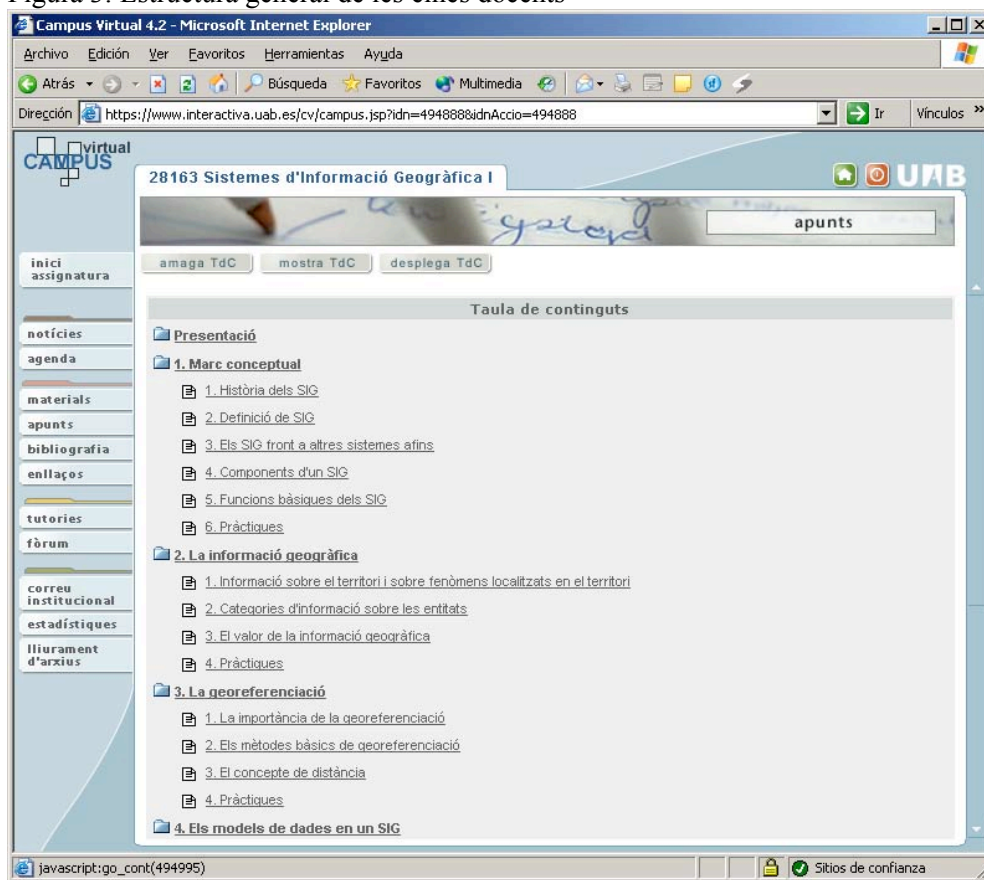 Figura 3. Estructura general de les eines docents
Campus Virtual 4.2 - Microsoft Internet Explorer
Archivo Edición Ver Favoritos Herramientas Ayuda
Atrás Búsqueda Favoritos Multimedia
Dirección https://www.interactiva.uab.es/cv/campus.jsp?idn=494888&idnAccio=494888 Ir Vínculos »
virtual
CAMPUS
28163 Sistemes d'Informació Geogràfica I
UAB
apunts
amaga TdC mostra TdC desplega TdC
inici
assignatura
notícies
agenda
materials
apunts
bibliografia
enllaços
tutories
fòrum
correu
institucional
estadístiques
lliurament
d'arxius
Taula de continguts
Presentació
1. Marc conceptual
1. Història dels SIG
2. Definició de SIG
3. Els SIG front a altres sistemes afins
4. Components d'un SIG
5. Funcions bàsiques dels SIG
6. Pràctiques
2. La informació geogràfica
1. Informació sobre el territori i sobre fenòmens localitzats en el territori
2. Categories d'informació sobre les entitats
3. El valor de la informació geogràfica
4. Pràctiques
3. La georeferenciació
1. La importància de la georeferenciació
2. Els mètodes bàsics de georeferenciació
3. El concepte de distància
4. Pràctiques
4. Els models de dades en un SIG
javascript:go_cont(494995) Sitios de confianza